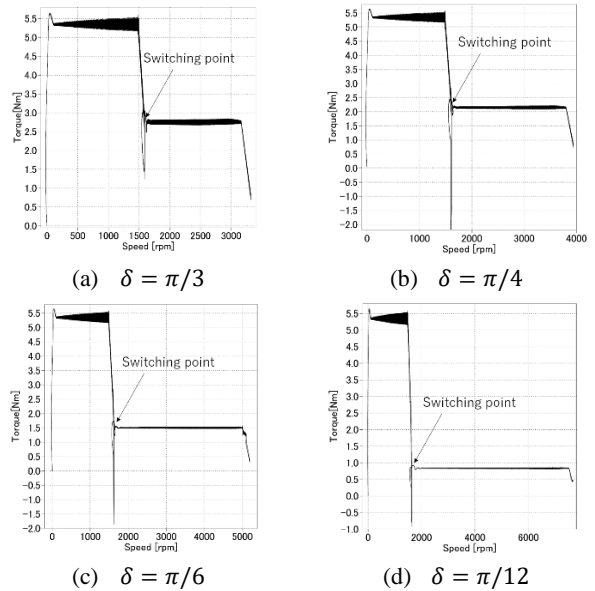 5.5
5.0
4.5
4.0
3.5
3.0
2.5
2.0
1.5
1.0
0.5
0.0
Torque[Nm]
Switching point
0 500 1000 1500 2000 2500 3000
Speed [rpm]
(a) δ = π/3
5.5
5.0
4.5
4.0
3.5
3.0
2.5
2.0
1.5
1.0
0.5
0.0
−0.5
−1.0
−1.5
−2.0
Torque[Nm]
Switching point
0 1000 2000 3000 4000
Speed [rpm]
(b) δ = π/4
5.5
5.0
4.5
4.0
3.5
3.0
2.5
2.0
1.5
1.0
0.5
0.0
−0.5
−1.0
−1.5
−2.0
Torque[Nm]
Switching point
0 1000 2000 3000 4000 5000
Speed [rpm]
(c) δ = π/6
5.5
5.0
4.5
4.0
3.5
3.0
2.5
2.0
1.5
1.0
0.5
0.0
−0.5
−1.0
Torque[Nm]
Switching point
0 2000 4000 6000
Speed [rpm]
(d) δ = π/12